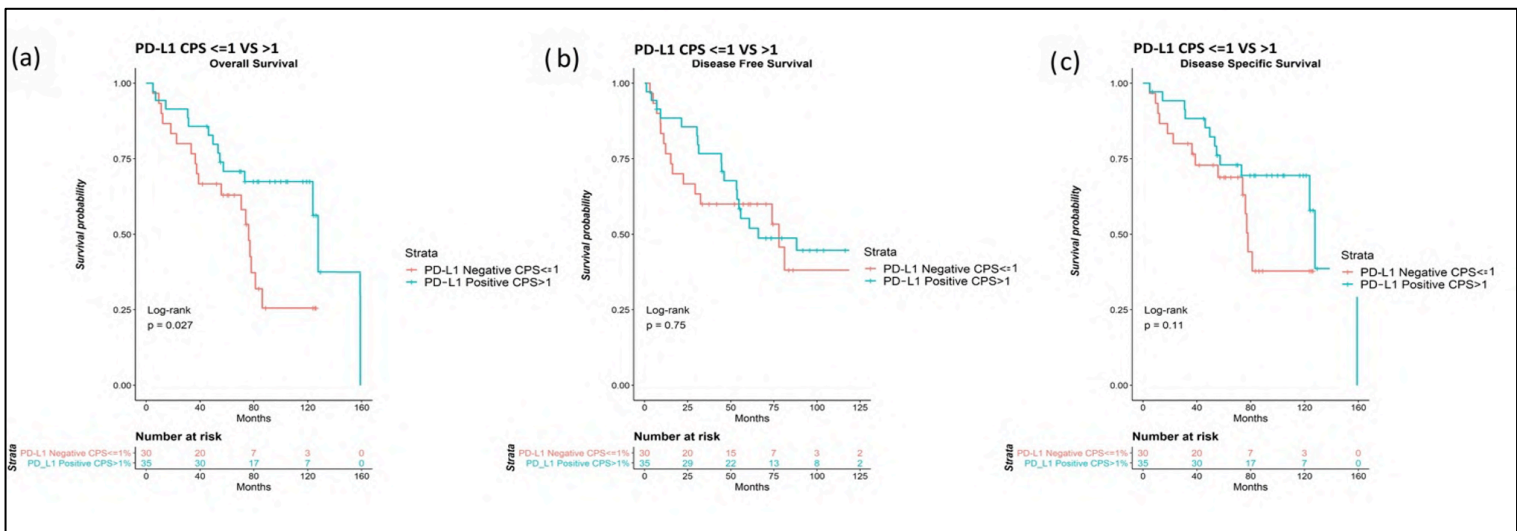 (a)
PD-L1 CPS <=1 VS >1
Overall Survival
1.00
0.75
0.50
0.25
0.00
Survival probability
Log-rank
p = 0.027
0 40 80 120 160
Months
Strata
PD-L1 Negative CPS<=1
PD-L1 Positive CPS>1
Number at risk
Strata
PD-L1 Negative CPS<=1% 30 20 7 3 0
PD_L1 Positive CPS>1% 35 30 17 7 0
0 40 80 120 160
Months
(b)
PD-L1 CPS <=1 VS >1
Disease Free Survival
1.00
0.75
0.50
0.25
0.00
Survival probability
Log-rank
p = 0.75
0 25 50 75 100 125
Months
Strata
PD-L1 Negative CPS<=1
PD-L1 Positive CPS>1
Number at risk
Strata
PD-L1 Negative CPS<=1% 30 20 15 7 3 2
PD_L1 Positive CPS>1% 35 29 22 13 8 2
0 25 50 75 100 125
Months
(c)
PD-L1 CPS <=1 VS >1
Disease Specific Survival
1.00
0.75
0.50
0.25
0.00
Survival probability
Log-rank
p = 0.11
0 40 80 120 160
Months
Strata
PD-L1 Negative CPS<=1
PD-L1 Positive CPS>1
Number at risk
Strata
PD-L1 Negative CPS<=1% 30 20 7 3 0
PD_L1 Positive CPS>1% 35 30 17 7 0
0 40 80 120 160
Months